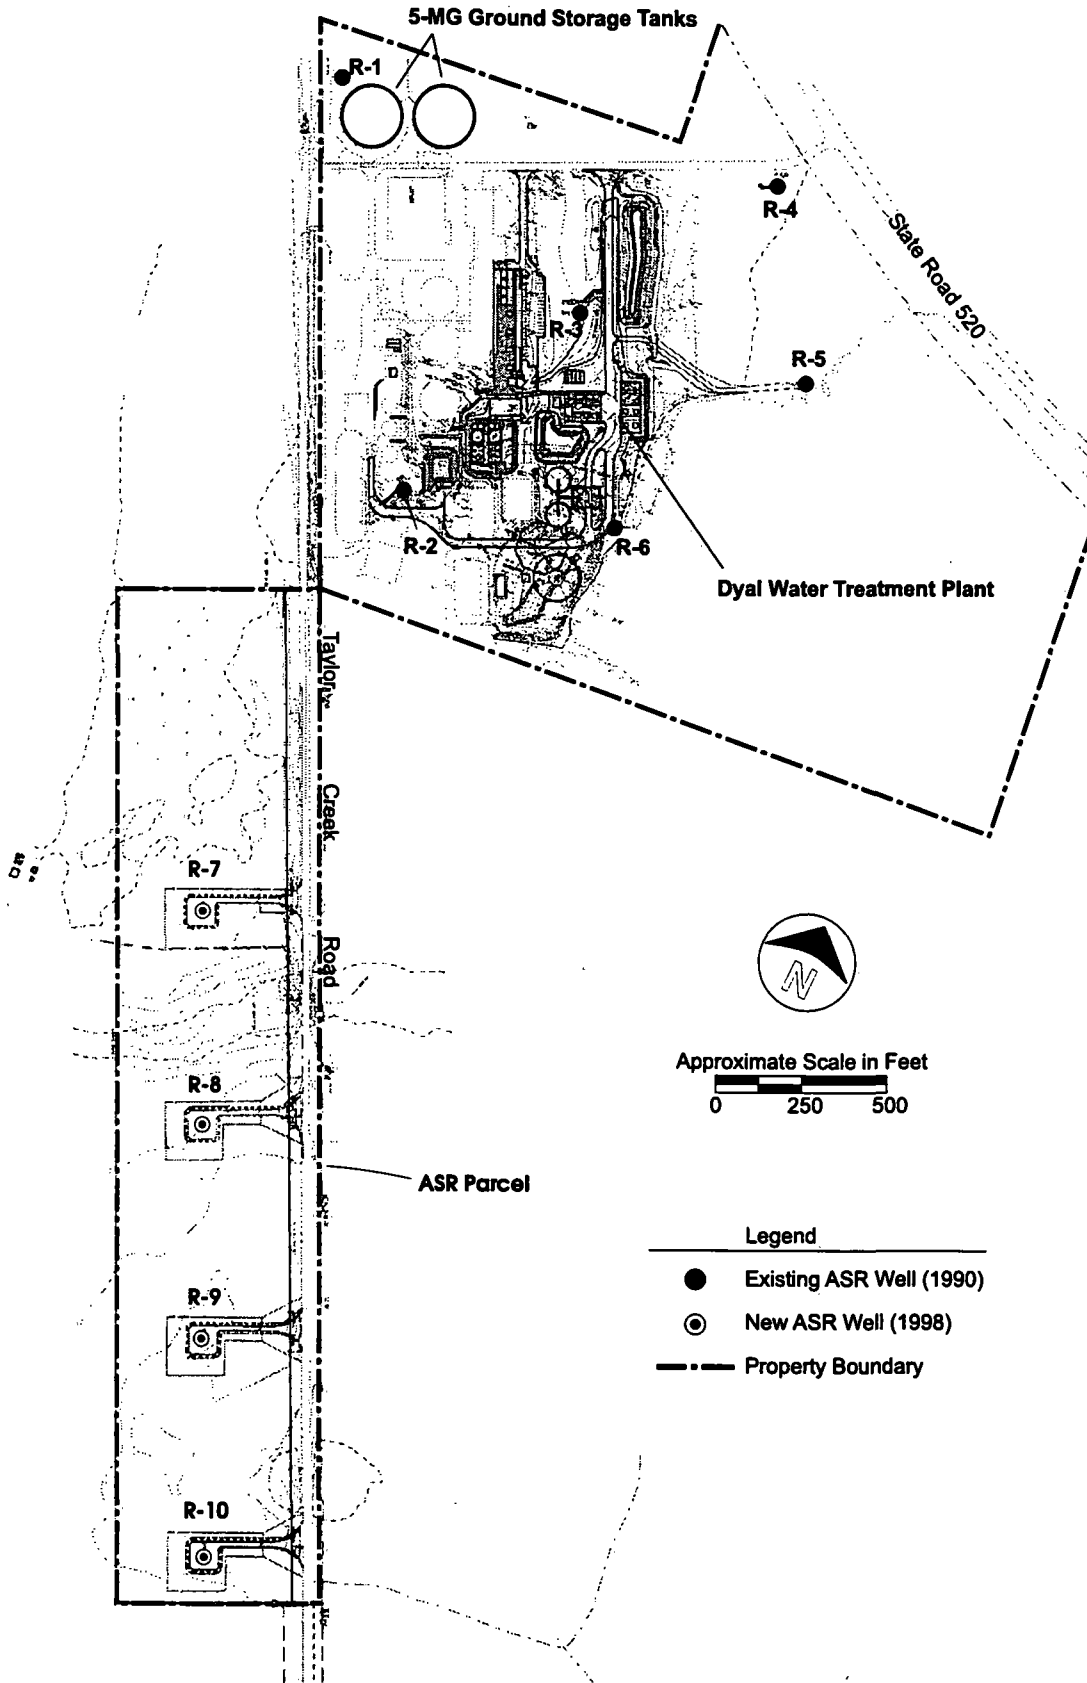 5-MG Ground Storage Tanks
R-1
R-4
State Road 520
R-3
R-5
R-2
R-6
Dyal Water Treatment Plant
Taylor
Creek
Road
R-7
N
R-8
Approximate Scale in Feet
0 250 500
ASR Parcel
Legend
R-9
Existing ASR Well (1990)
New ASR Well (1998)
Property Boundary
R-10